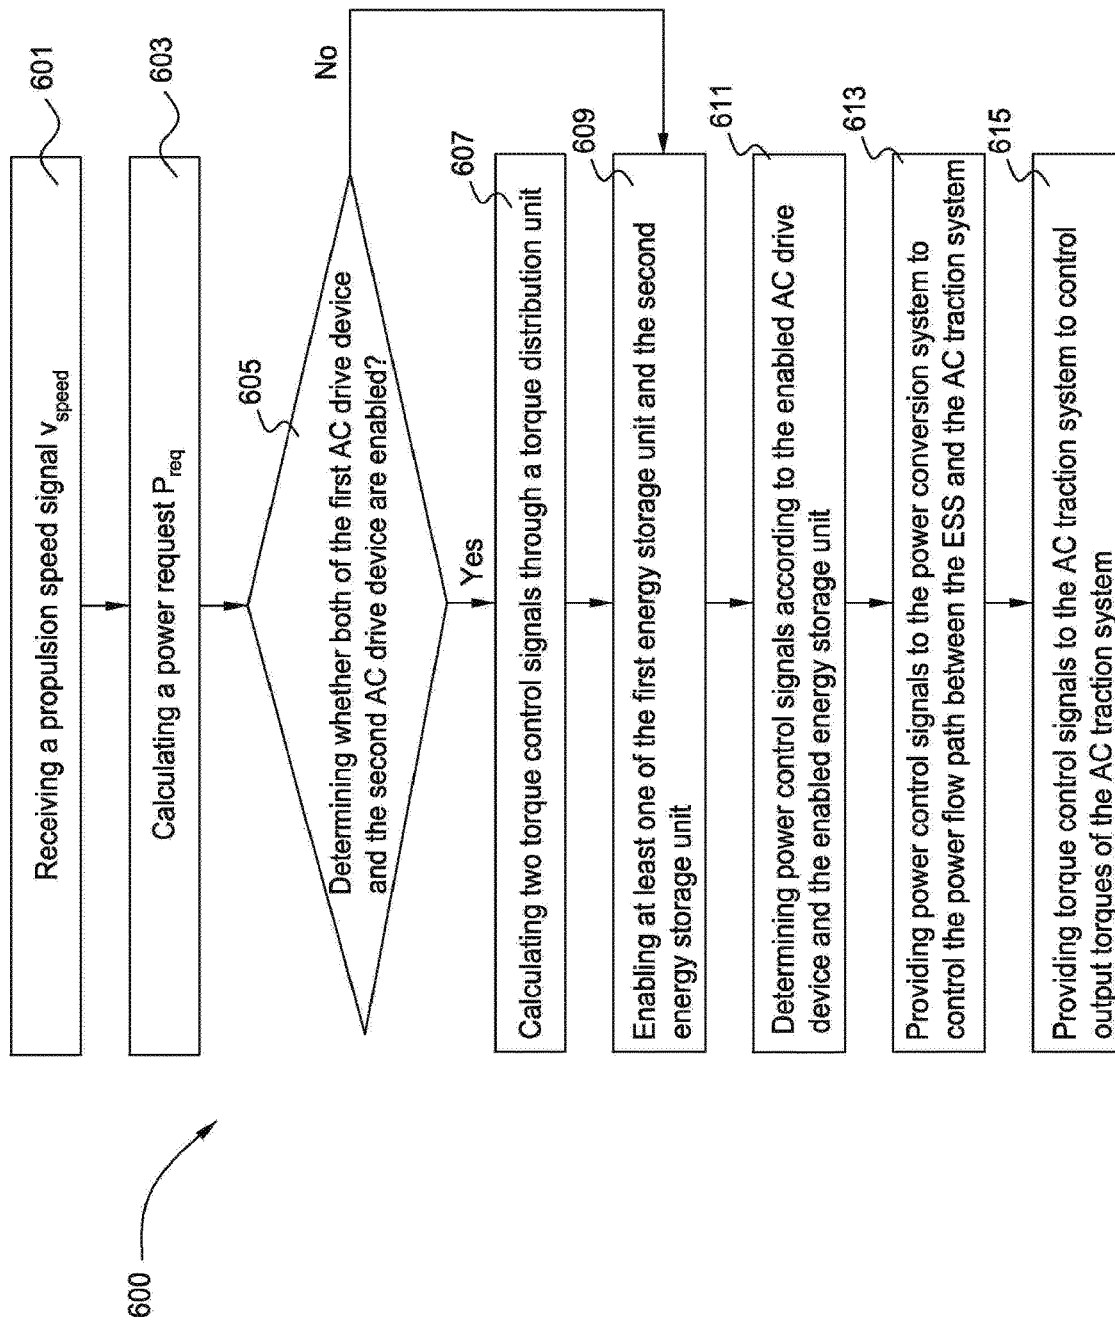 600
601
Receiving a propulsion speed signal v_speed
603
Calculating a power request P_req
605
Determining whether both of the first AC drive device
and the second AC drive device are enabled?
No
Yes
607
Calculating two torque control signals through a torque distribution unit
609
Enabling at least one of the first energy storage unit and the second
energy storage unit
611
Determining power control signals according to the enabled AC drive
device and the enabled energy storage unit
613
Providing power control signals to the power conversion system to
control the power flow path between the ESS and the AC traction system
615
Providing torque control signals to the AC traction system to control
output torques of the AC traction system